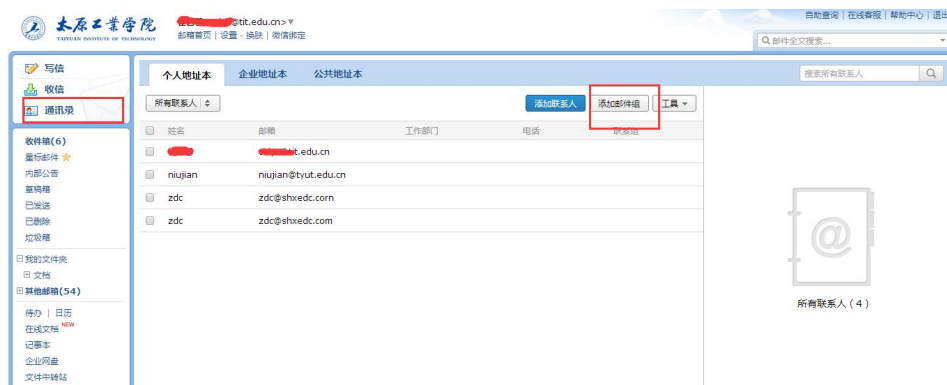 太原工业学院
TAIYUAN INSTITUTE OF TECHNOLOGY
@tit.edu.cn>▼
邮箱首页 | 设置 - 换肤 | 微信绑定
自助查询 | 在线客服 | 帮助中心 | 退出
邮件全文搜索...
写信
收信
通讯录
收件箱(6)
星标邮件
内部公告
草稿箱
已发送
已删除
垃圾箱
我的文件夹
文档
其他邮箱(54)
待办 | 日历
在线文档 NEW
记事本
企业网盘
文件中转站
个人地址本 企业地址本 公共地址本
搜索所有联系人
所有联系人
添加联系人 添加邮件组 工具
姓名 邮箱 工作部门 电话 联系组
t.edu.cn
niujian niujian@tyut.edu.cn
zdc zdc@shxedc.corn
zdc zdc@shxedc.com
@
所有联系人(4)